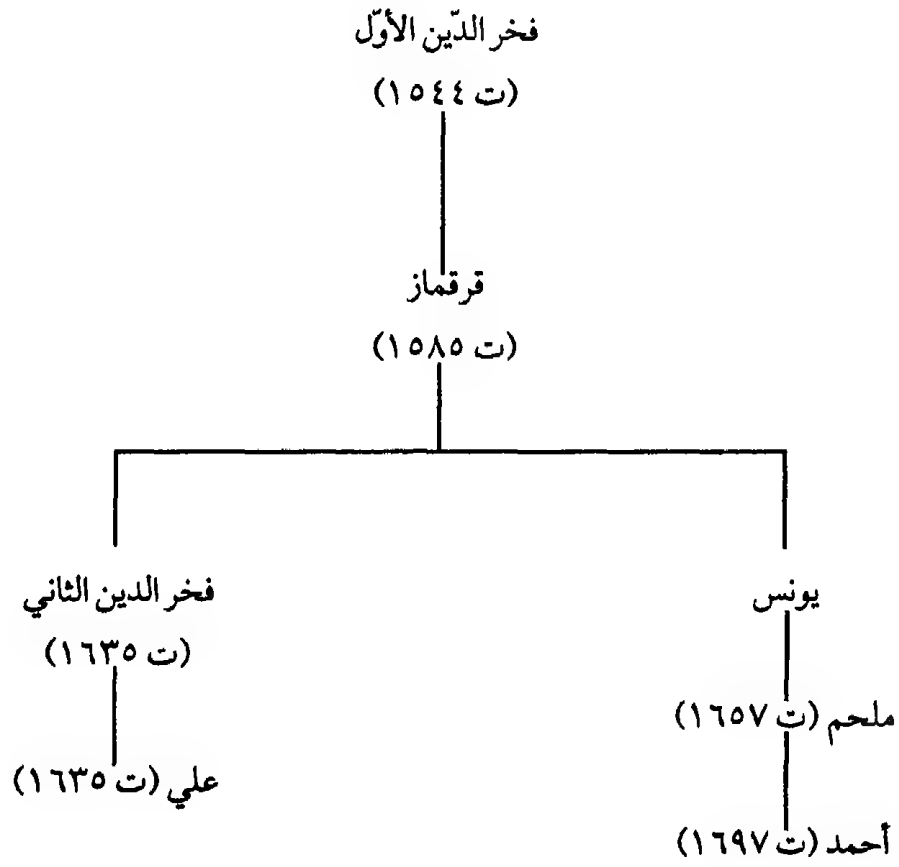 فخر الدّين الأوّل
(ت ١٥٤٤)
قرقماز
(ت ١٥٨٥)
يونس
فخر الدين الثاني
(ت ١٦٣٥)
ملحم (ت ١٦٥٧)
علي (ت ١٦٣٥)
أحمد (ت ١٦٩٧)